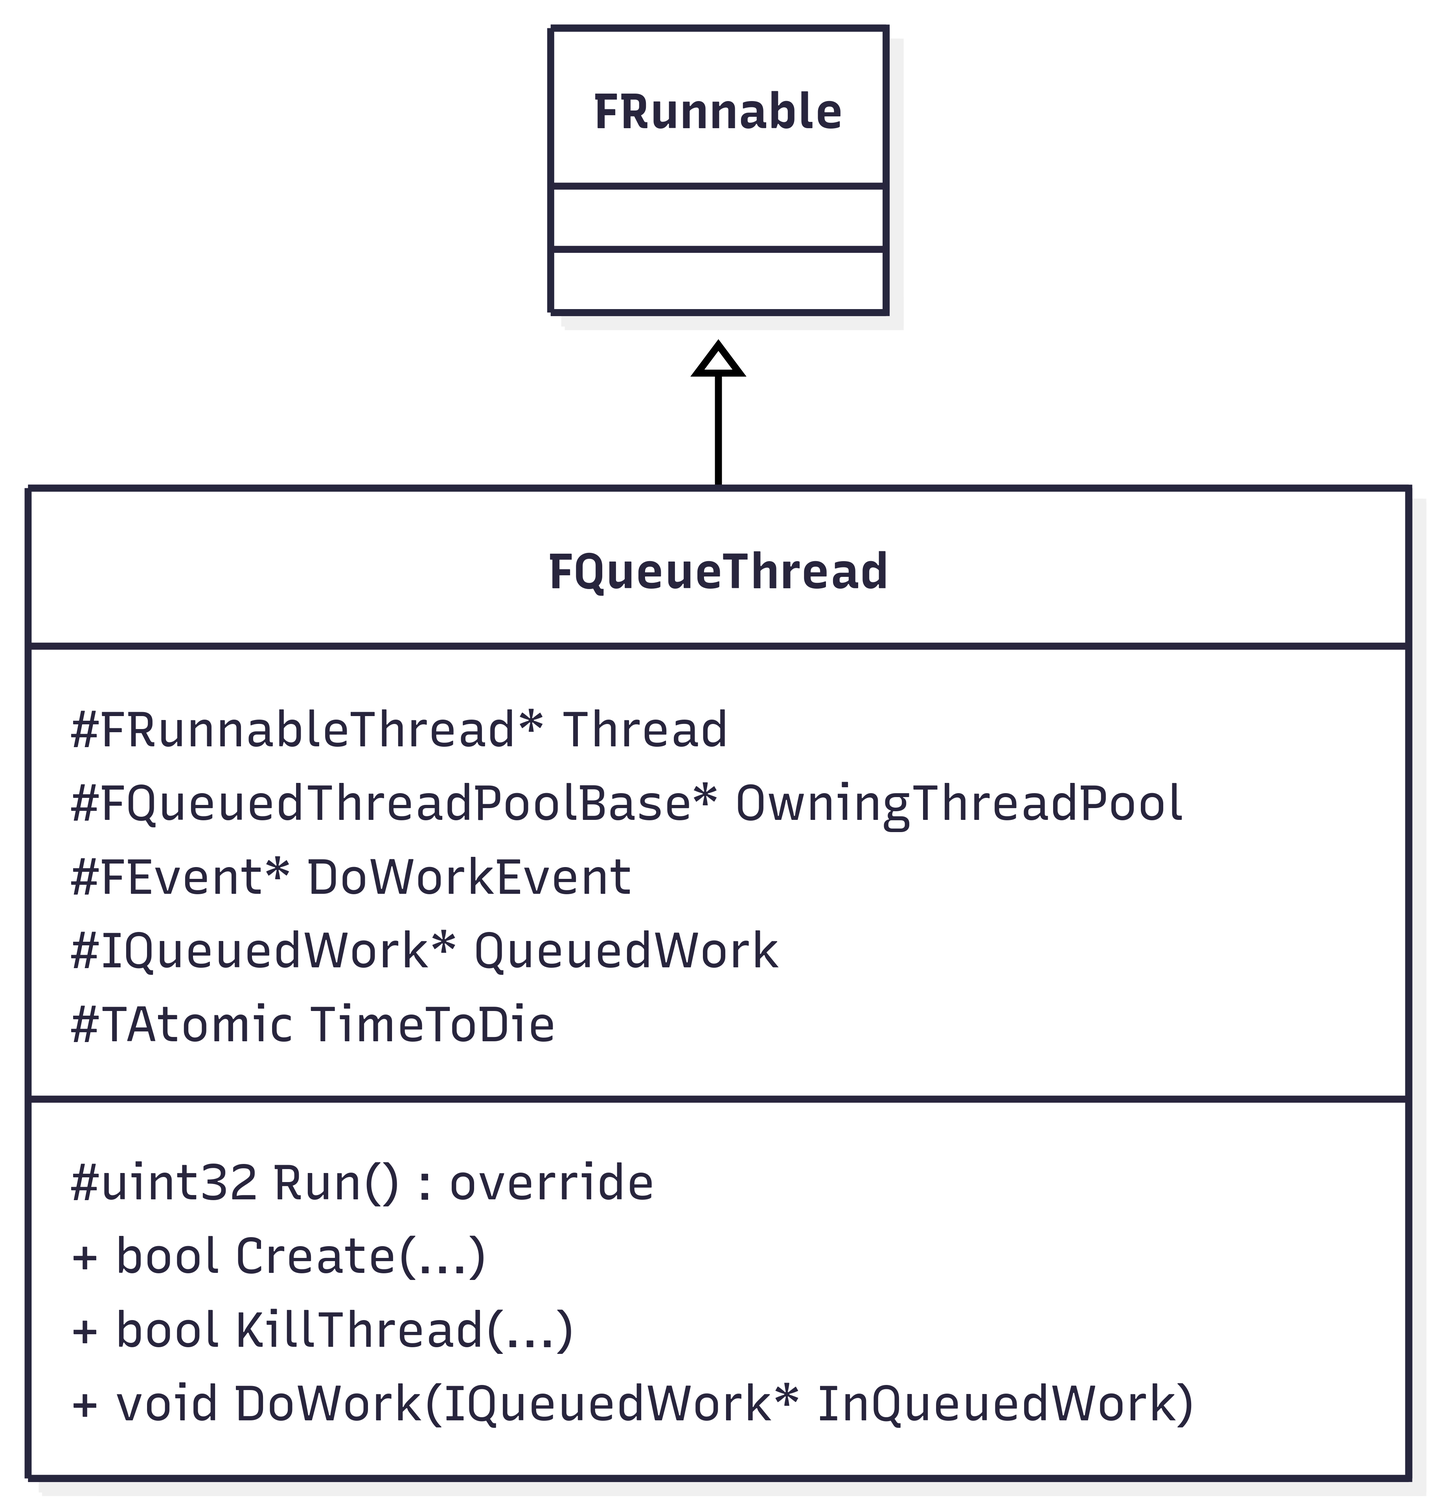 FRunnable
FQueueThread
#FRunnableThread* Thread
#FQueuedThreadPoolBase* OwningThreadPool
#FEvent* DoWorkEvent
#IQueuedWork* QueuedWork
#TAtomic TimeToDie
#uint32 Run() : override
+ bool Create(...)
+ bool KillThread(...)
+ void DoWork(IQueuedWork* InQueuedWork)